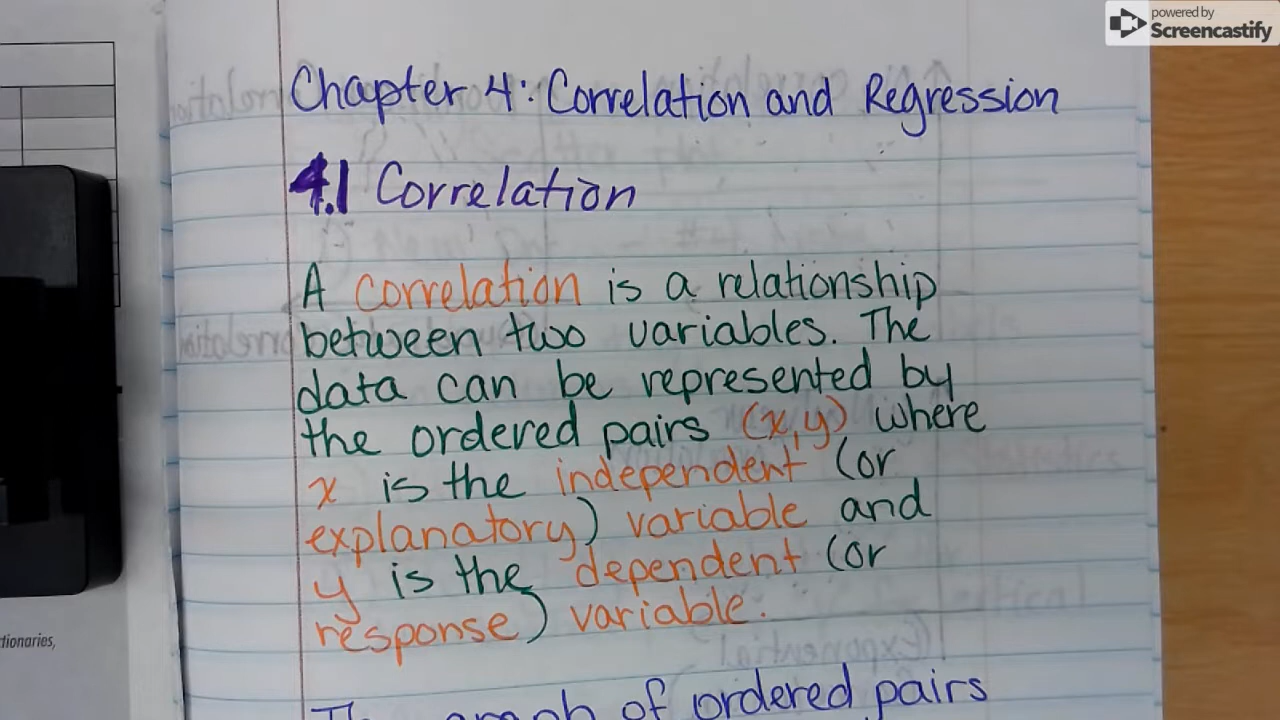 powered by
Screencastify
Chapter 4: Correlation and Regression
4.1 Correlation
A correlation is a relationship
between two variables. The
data can be represented by
the ordered pairs (x,y) where
x is the independent (or
explanatory) variable and
y is the dependent (or
response) variable.
graph of ordered pairs
tionaries,